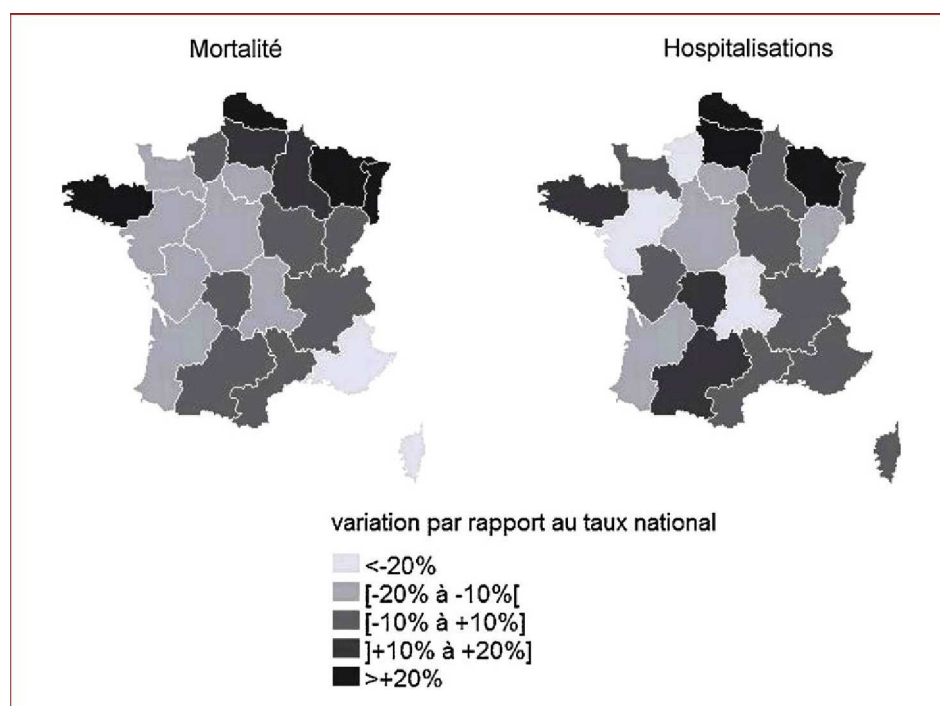 Mortalité
Hospitalisations
variation par rapport au taux national
<-20%
[-20% à -10%[
[-10% à +10%]
]+10% à +20%]
>+20%